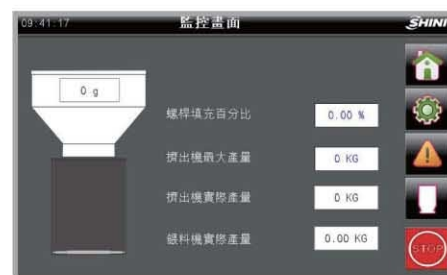 09:41:17 監控畫面 SHINI
0 g
螺桿填充百分比 0.00 %
擠出機最大產量 0 KG
擠出機實際產量 0 KG
餵料機實際產量 0.00 KG
STOP